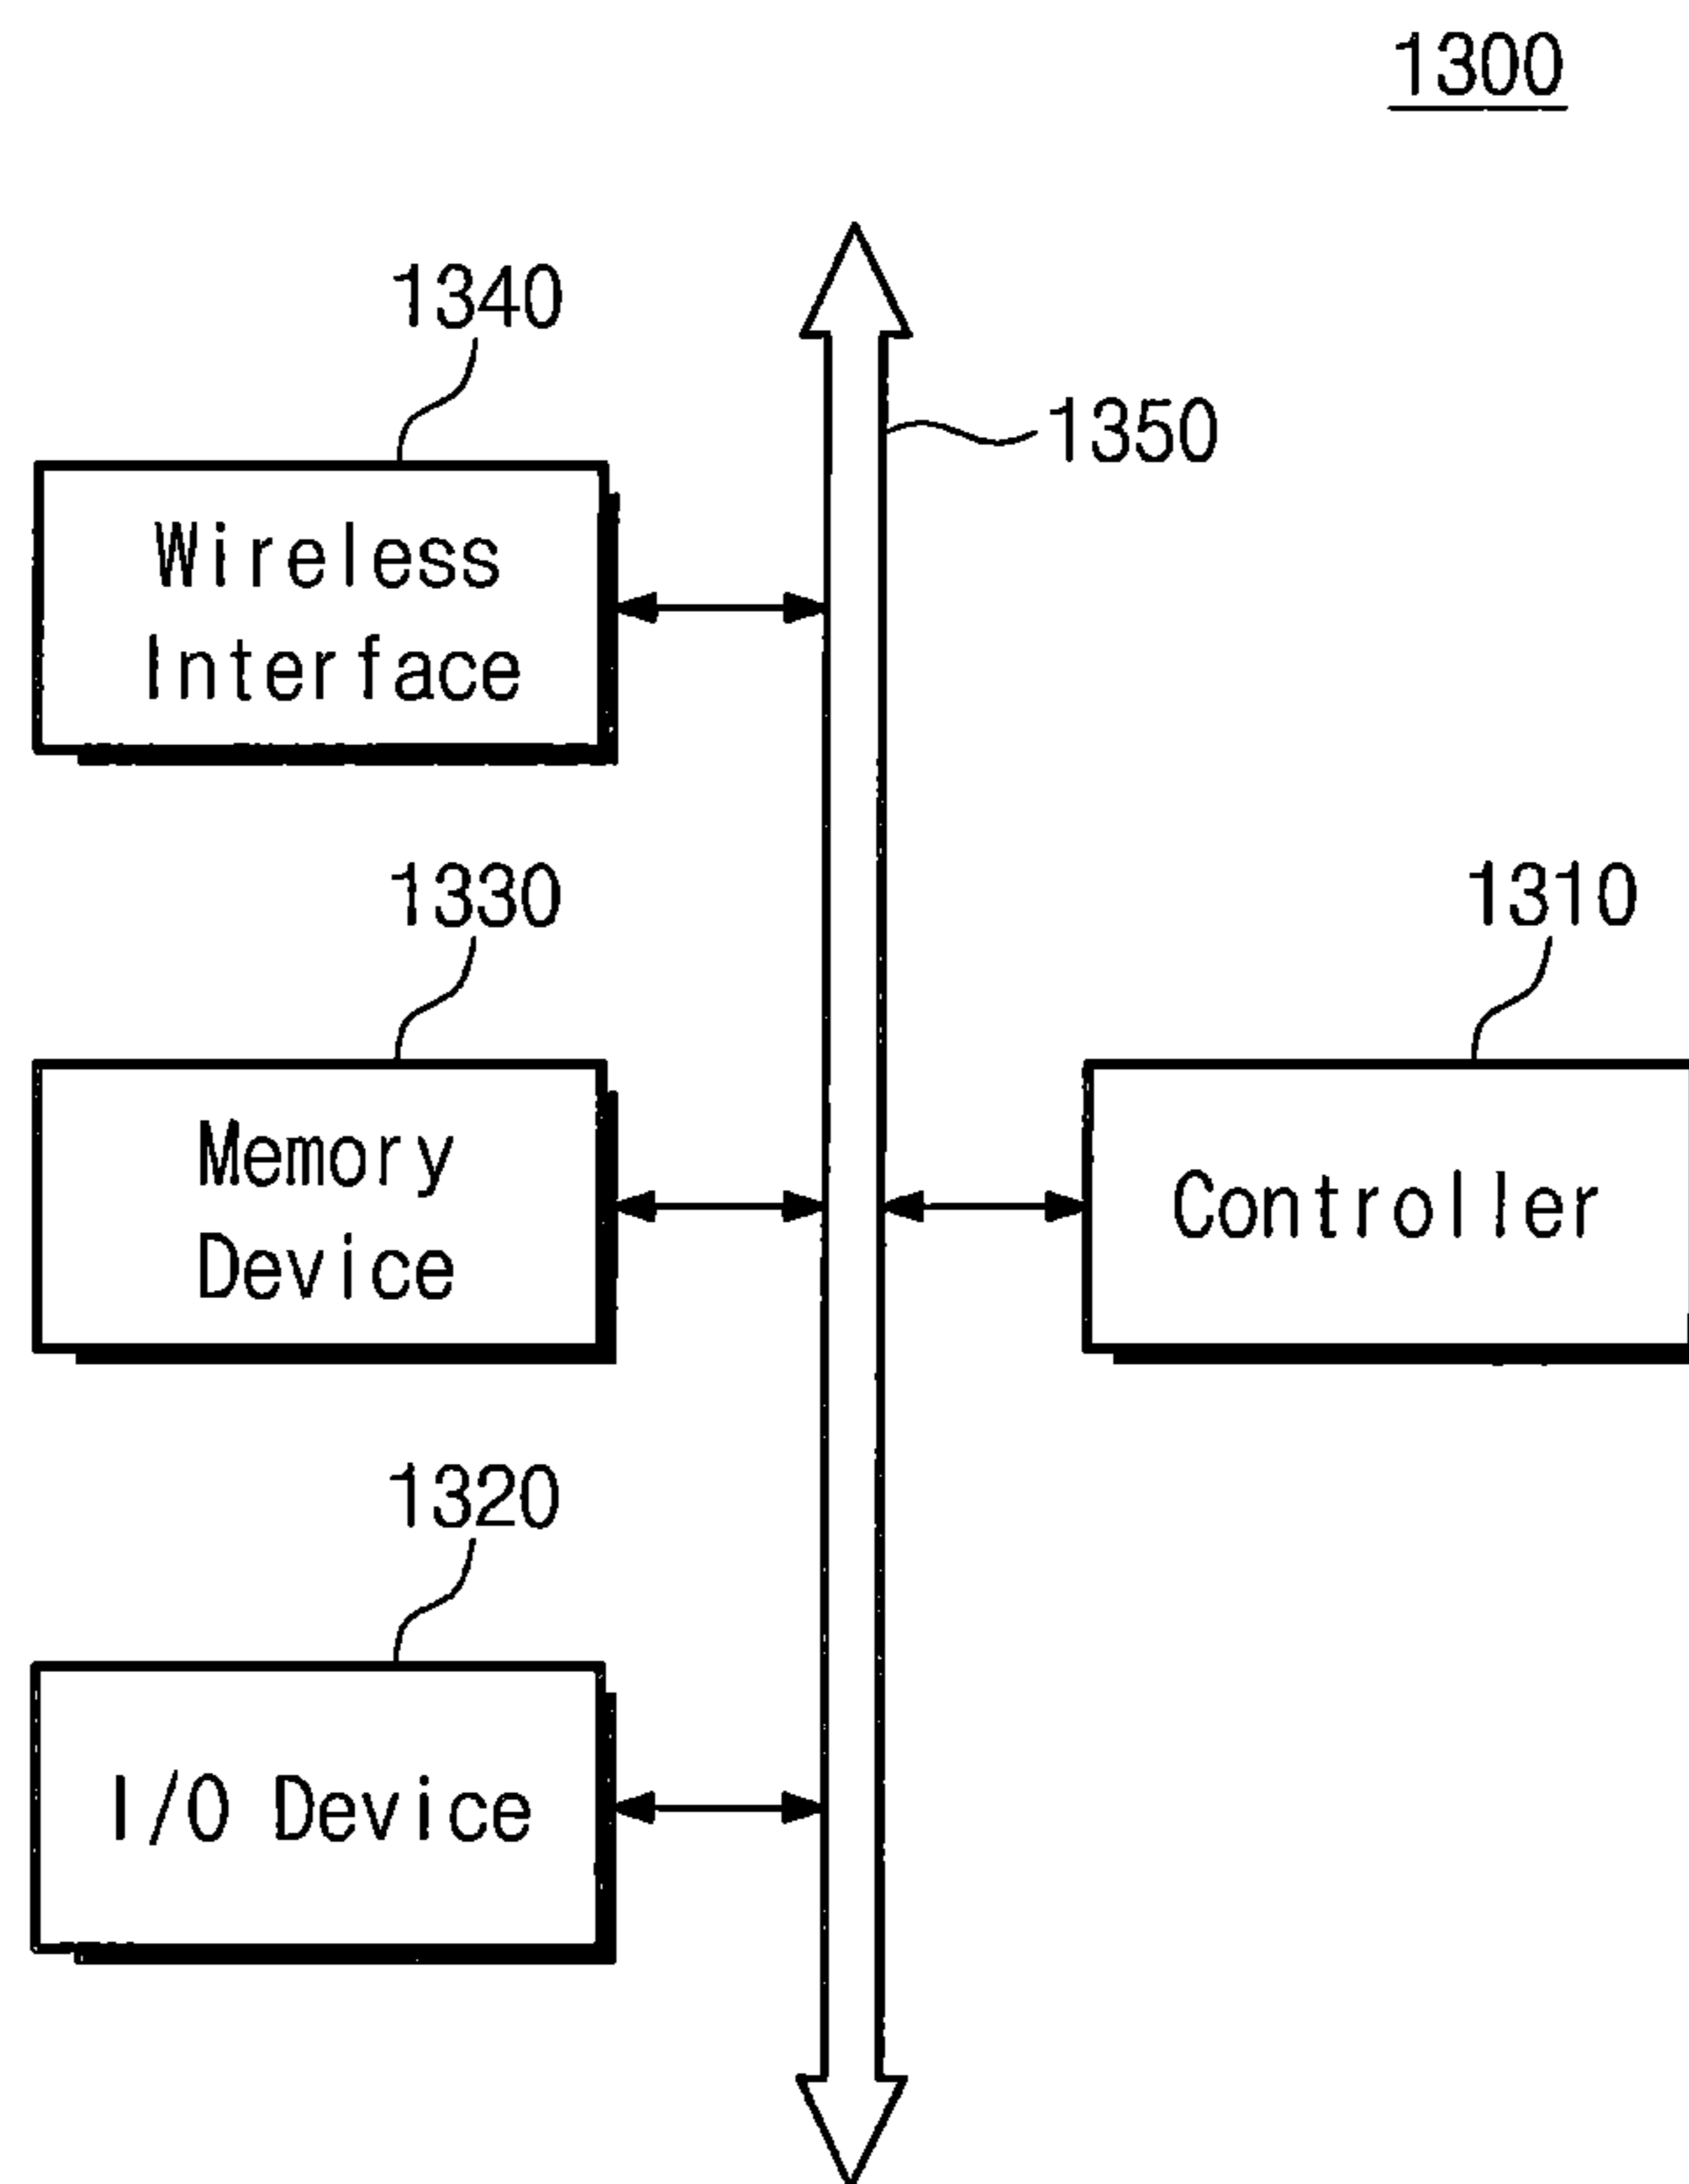 1300
1340
1350
Wireless
Interface
1330
1310
Memory
Device
Controller
1320
I/O Device